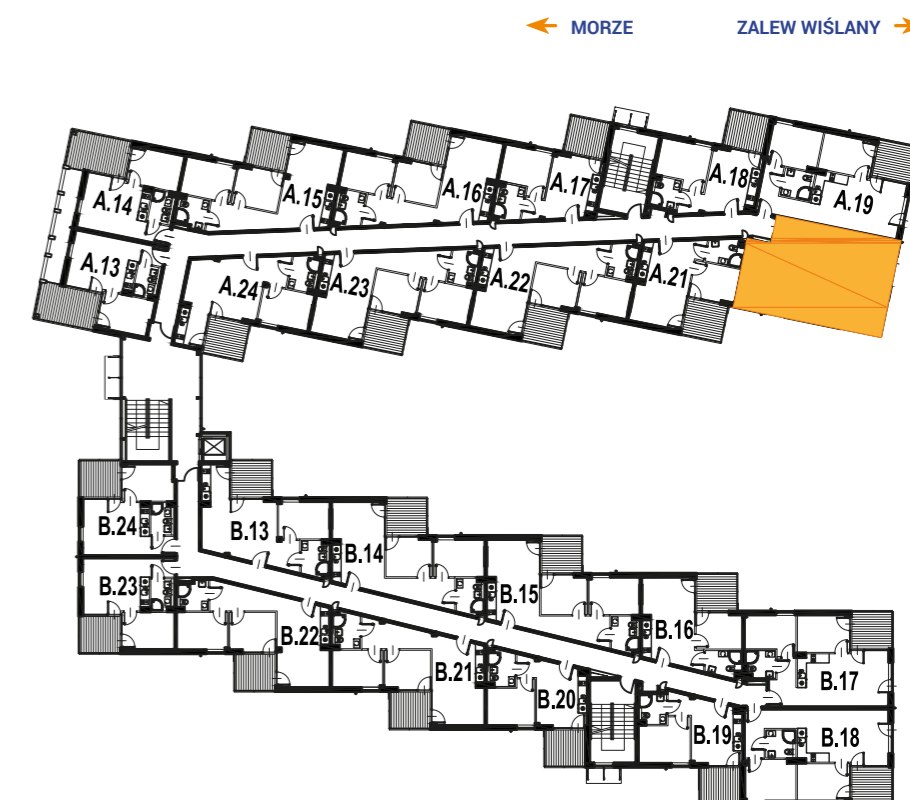 MORZE ZALEW WIŚLANY
A.14
A.15
A.16
A.17
A.18
A.19
A.13
A.24
A.23
A.22
A.21
B.24
B.13
B.14
B.15
B.16
B.17
B.23
B.22
B.21
B.20
B.19
B.18